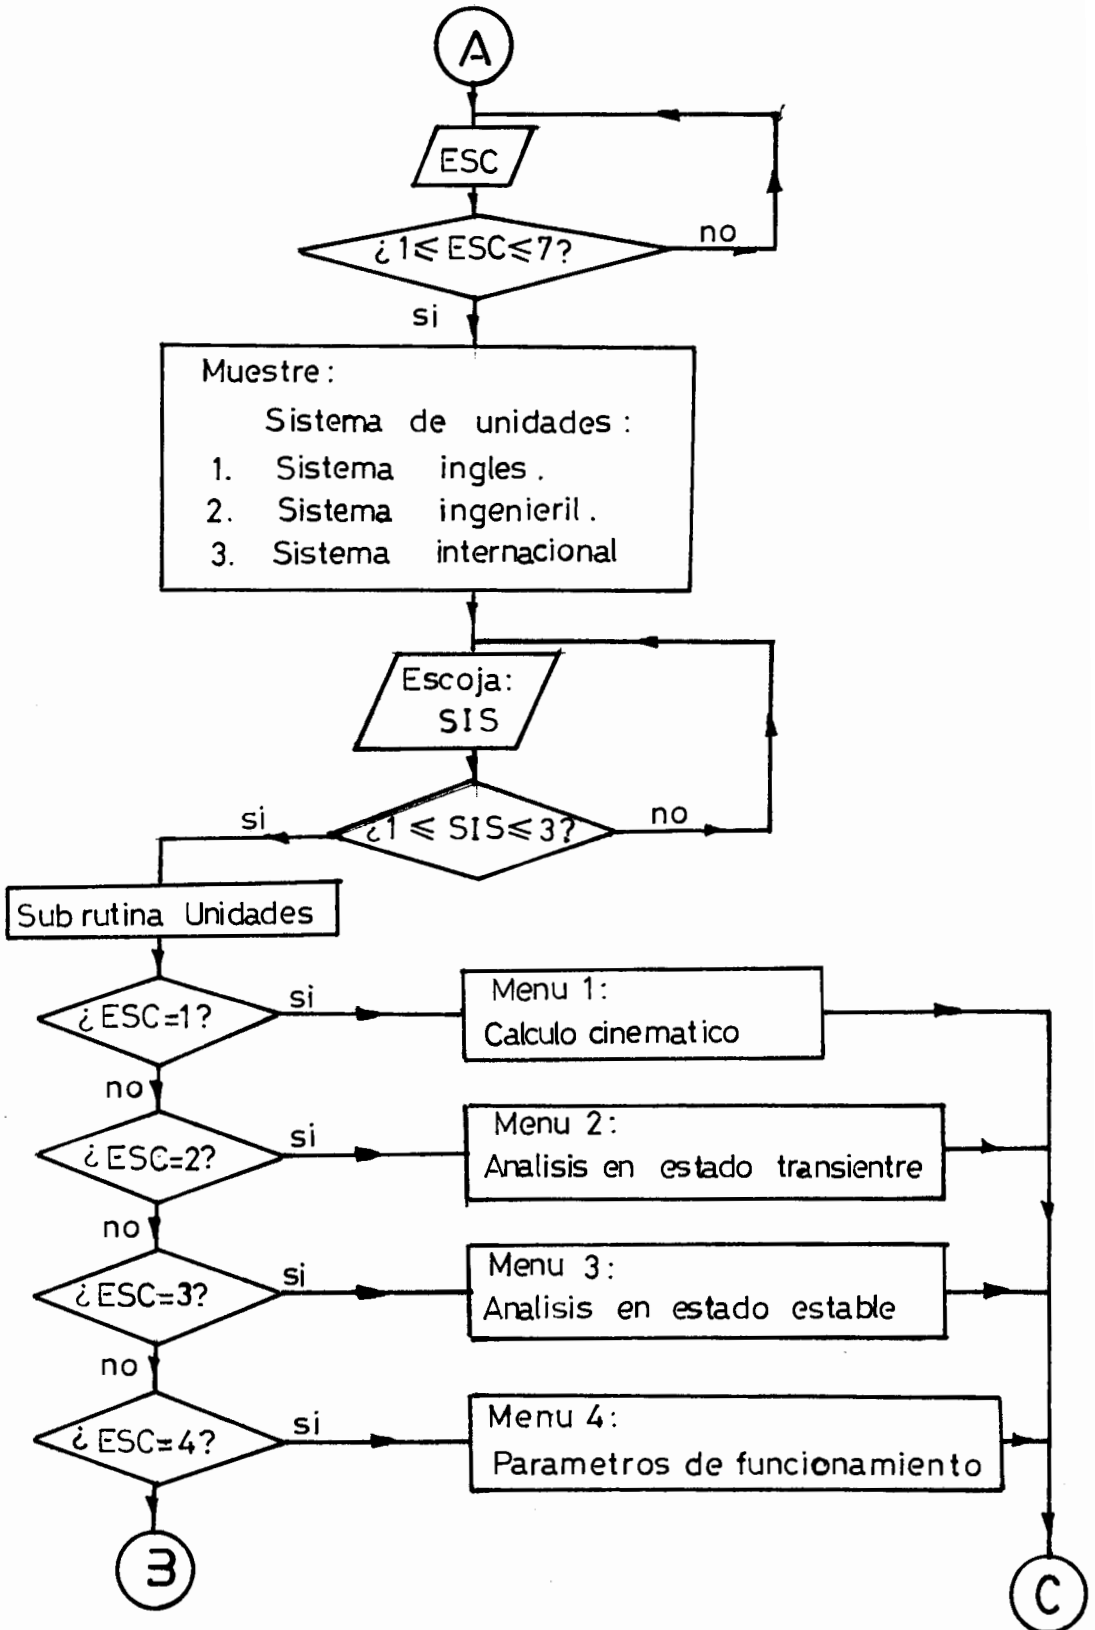 A
ESC
¿1⩽ESC⩽7?
no
si
Muestre:
Sistema de unidades:
1. Sistema ingles.
2. Sistema ingenieril.
3. Sistema internacional
Escoja:
SIS
¿1⩽SIS⩽3?
si
no
Subrutina Unidades
¿ESC=1?
si
Menu 1:
Calculo cinematico
no
¿ESC=2?
si
Menu 2:
Analisis en estado transientre
no
¿ESC=3?
si
Menu 3:
Analisis en estado estable
no
¿ESC=4?
si
Menu 4:
Parametros de funcionamiento
B
C